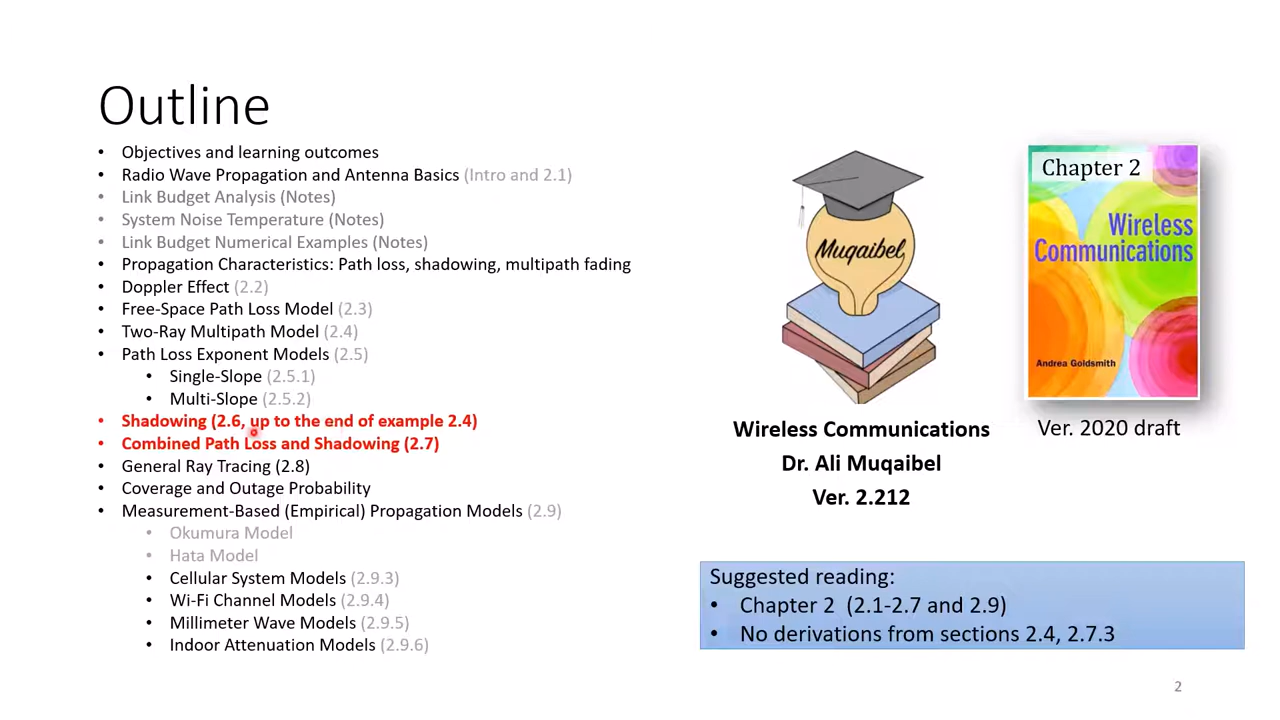 Outline
• Objectives and learning outcomes
• Radio Wave Propagation and Antenna Basics (Intro and 2.1)
• Link Budget Analysis (Notes)
• System Noise Temperature (Notes)
• Link Budget Numerical Examples (Notes)
• Propagation Characteristics: Path loss, shadowing, multipath fading
• Doppler Effect (2.2)
• Free-Space Path Loss Model (2.3)
• Two-Ray Multipath Model (2.4)
• Path Loss Exponent Models (2.5)
• Single-Slope (2.5.1)
• Multi-Slope (2.5.2)
• Shadowing (2.6, up to the end of example 2.4)
• Combined Path Loss and Shadowing (2.7)
• General Ray Tracing (2.8)
• Coverage and Outage Probability
• Measurement-Based (Empirical) Propagation Models (2.9)
• Okumura Model
• Hata Model
• Cellular System Models (2.9.3)
• Wi-Fi Channel Models (2.9.4)
• Millimeter Wave Models (2.9.5)
• Indoor Attenuation Models (2.9.6)
Muqaibel
Wireless Communications
Dr. Ali Muqaibel
Ver. 2.212
Chapter 2
Wireless
Communications
Andrea Goldsmith
Ver. 2020 draft
Suggested reading:
• Chapter 2 (2.1-2.7 and 2.9)
• No derivations from sections 2.4, 2.7.3
2